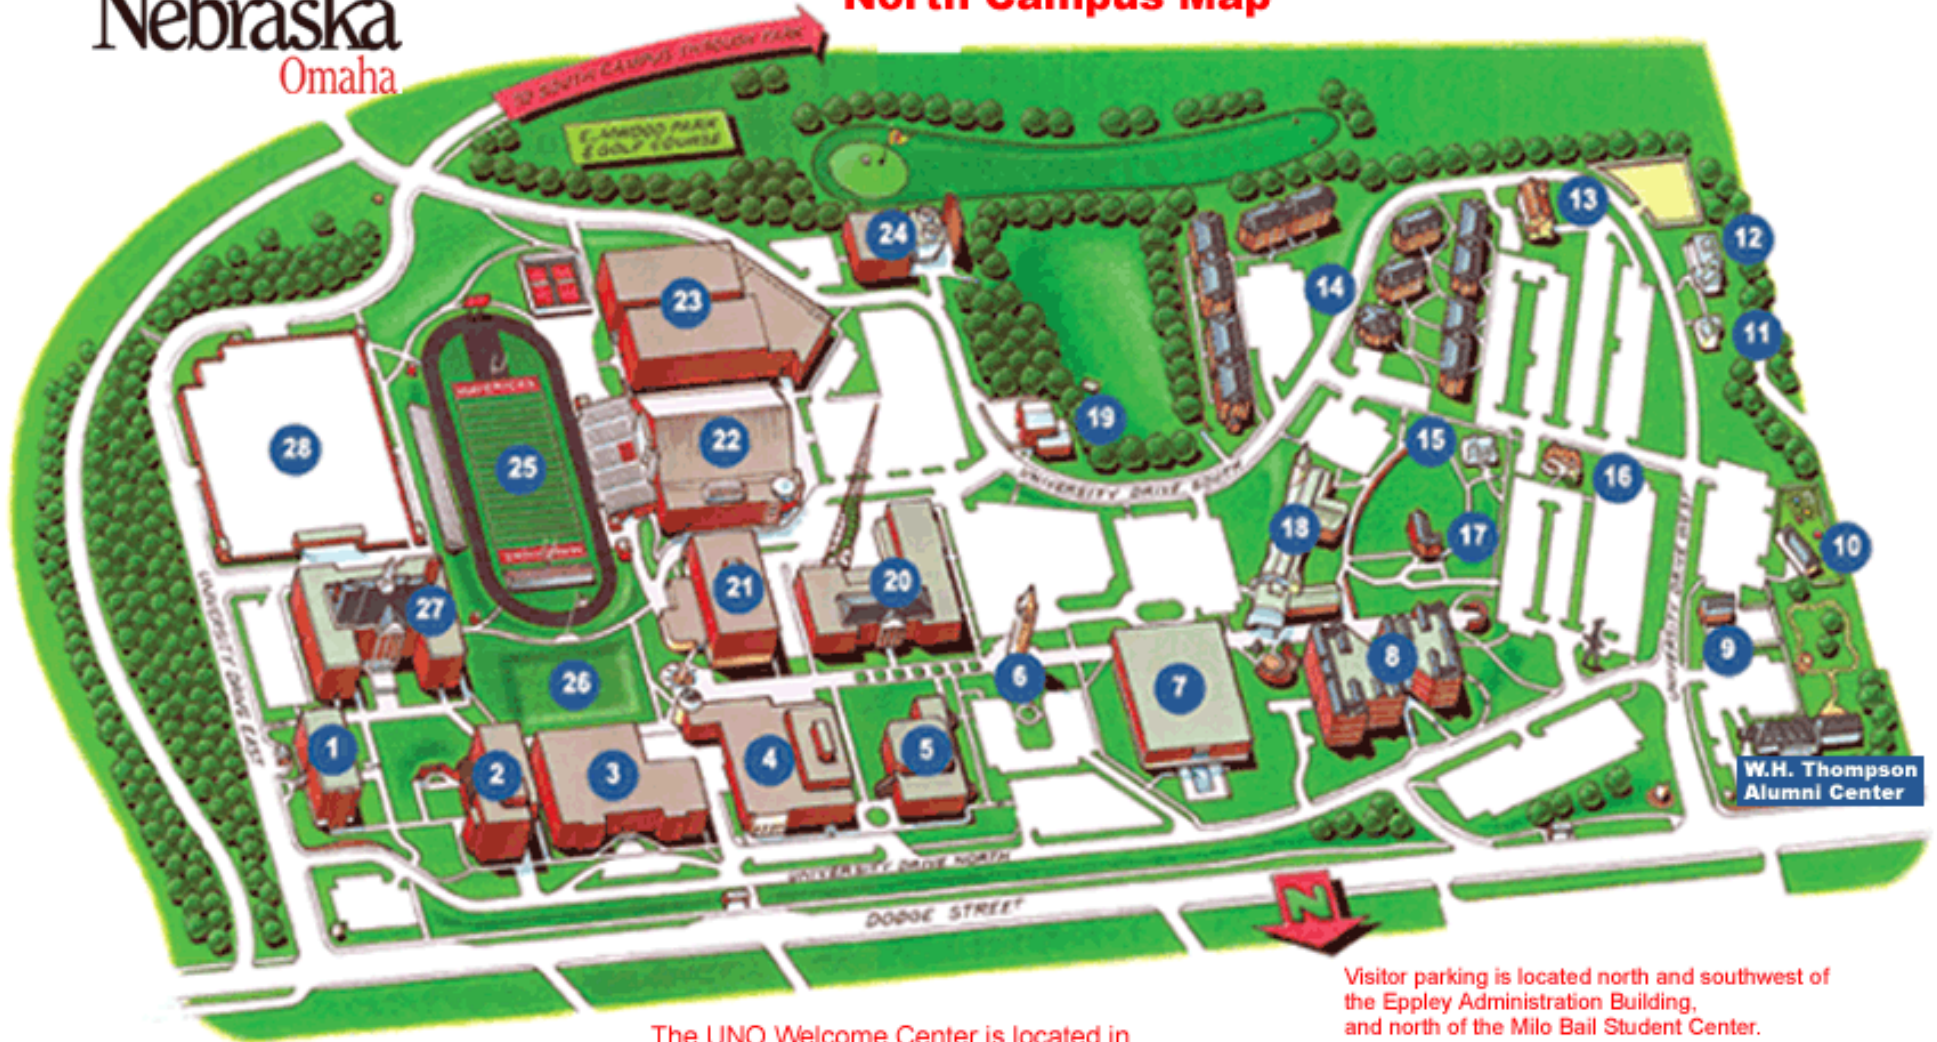 Nebraska
Omaha
North Campus Map
TO SOUTH CAMPUS THROUGH PARK
ELMWOOD PARK
& GOLF COURSE
24
13
12
23
14
11
19
28
25
22
15
16
MAVERICKS
UNIVERSITY DRIVE SOUTH
18
17
10
27
21
20
UNIVERSITY DRIVE EAST
UNIVERSITY DRIVE WEST
26
6
7
8
9
1
2
3
4
5
W.H. Thompson
Alumni Center
UNIVERSITY DRIVE NORTH
DODGE STREET
N
Visitor parking is located north and southwest of
the Eppley Administration Building,
and north of the Milo Bail Student Center.
The UNO Welcome Center is located in